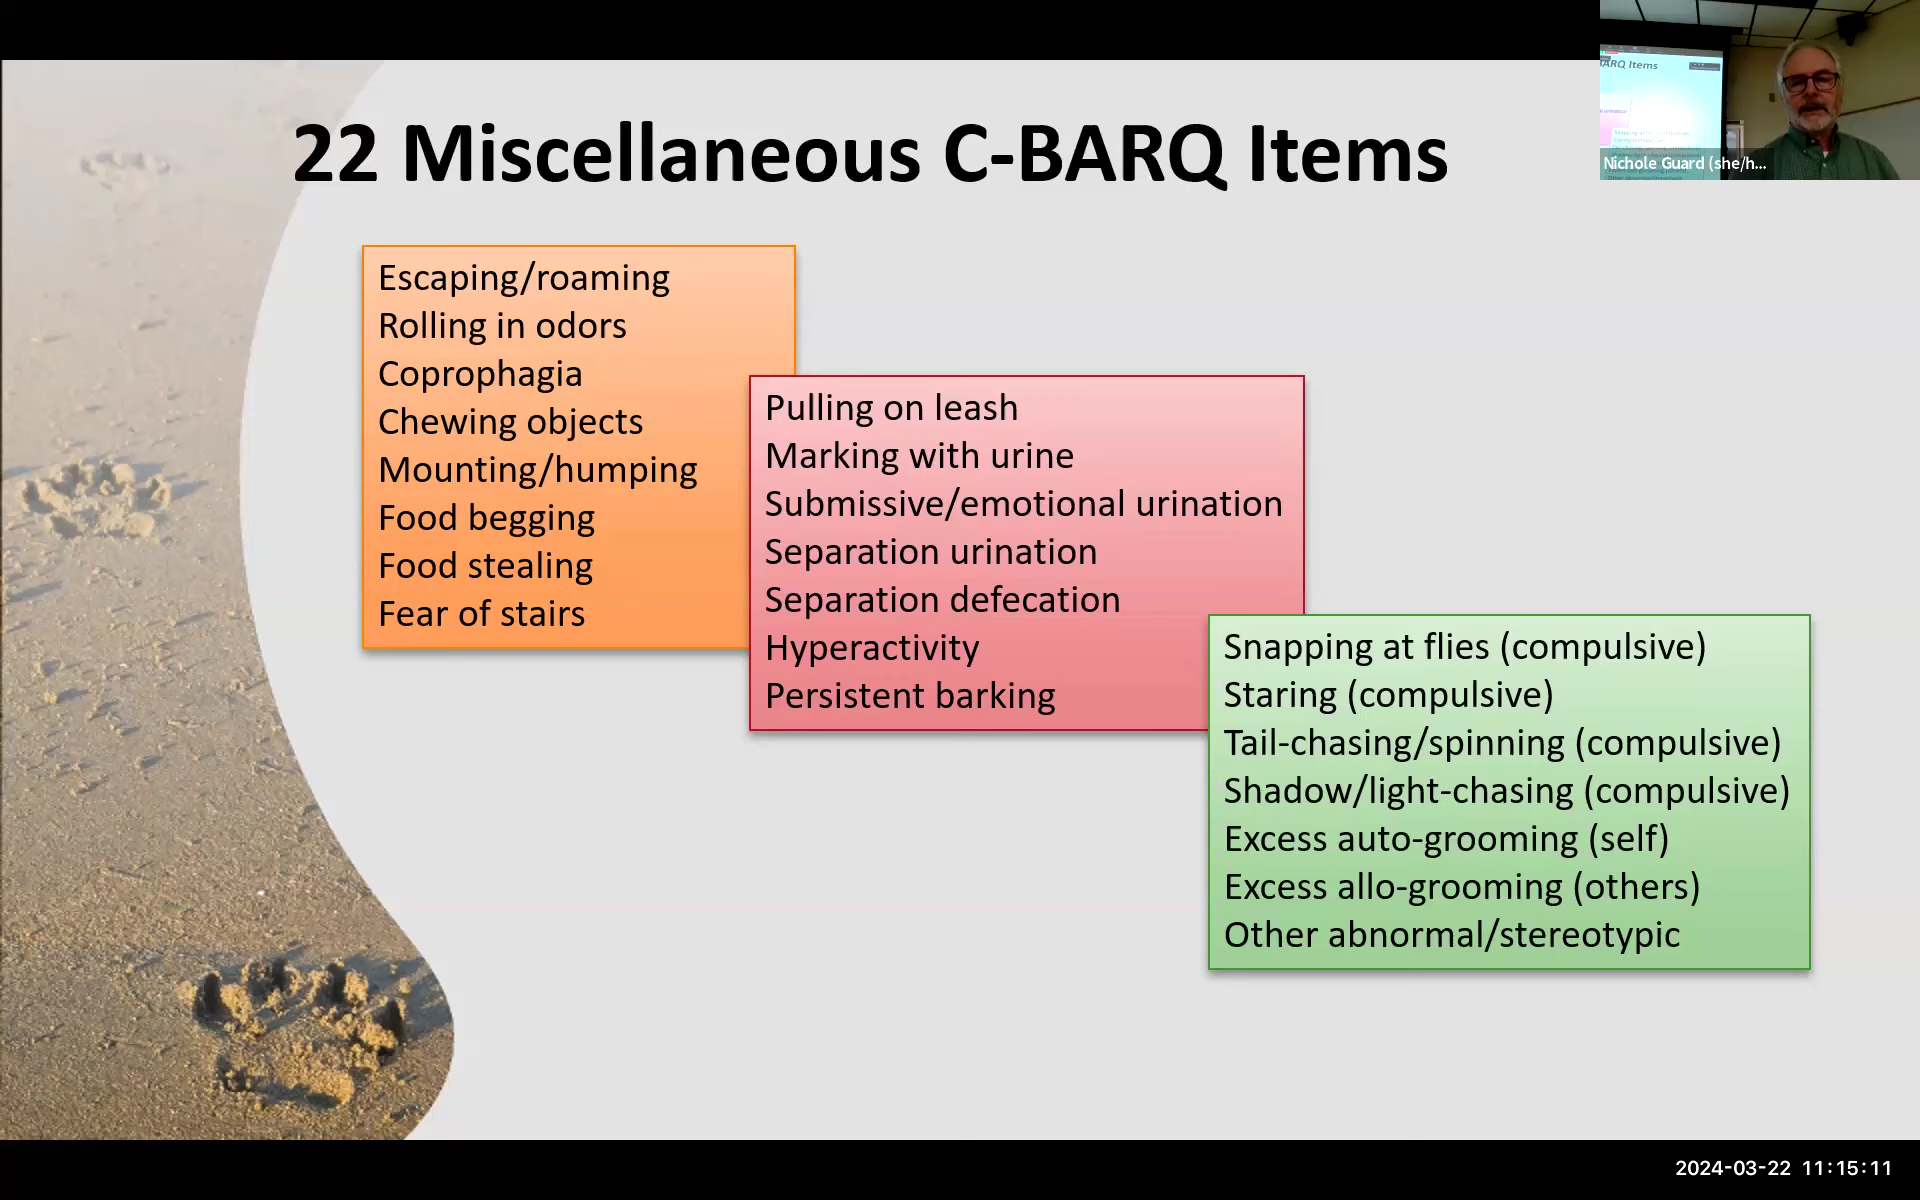 22 Miscellaneous C-BARQ Items
Escaping/roaming
Rolling in odors
Coprophagia
Chewing objects
Mounting/humping
Food begging
Food stealing
Fear of stairs
Pulling on leash
Marking with urine
Submissive/emotional urination
Separation urination
Separation defecation
Hyperactivity
Persistent barking
Snapping at flies (compulsive)
Staring (compulsive)
Tail-chasing/spinning (compulsive)
Shadow/light-chasing (compulsive)
Excess auto-grooming (self)
Excess allo-grooming (others)
Other abnormal/stereotypic
BARQ Items
Nichole Guard (she/h...
2024-03-22 11:15:11